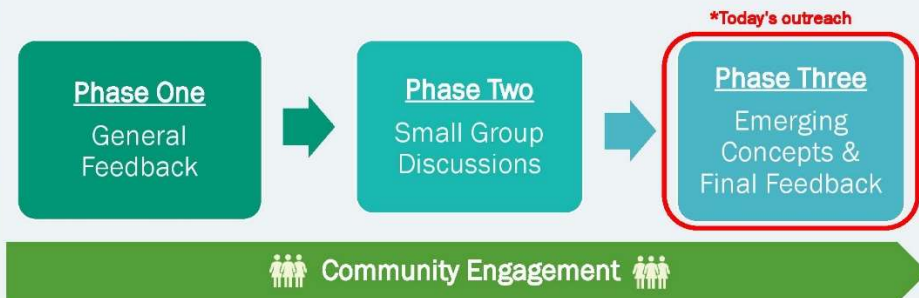 *Today's outreach
Phase One
General
Feedback
Phase Two
Small Group
Discussions
Phase Three
Emerging
Concepts &
Final Feedback
Community Engagement